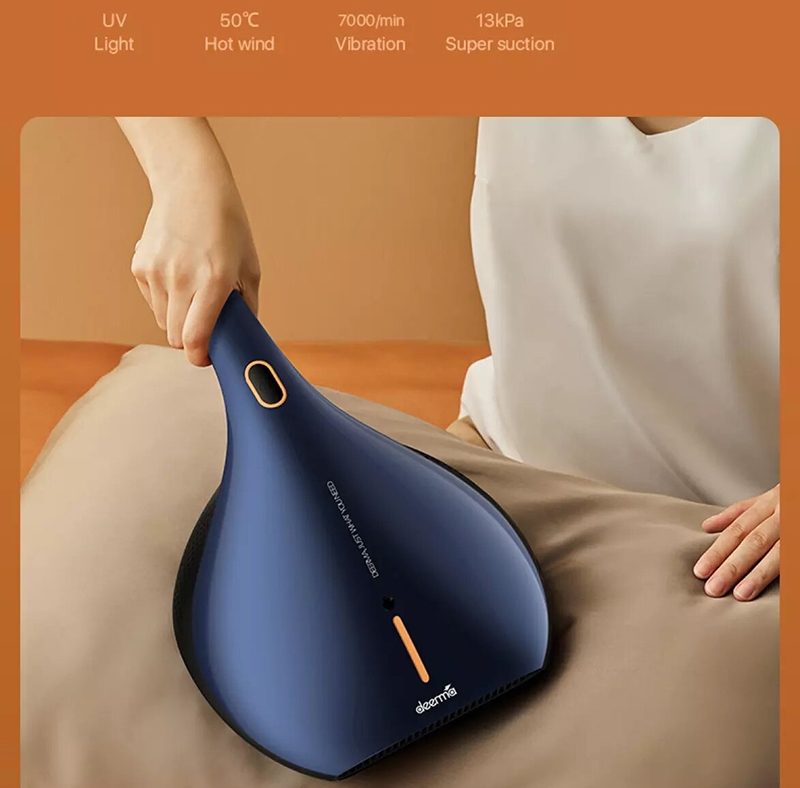 UV
Light
50℃
Hot wind
7000/min
Vibration
13kPa
Super suction
DEERMA, JUST WHAT YOU NEED
deerma